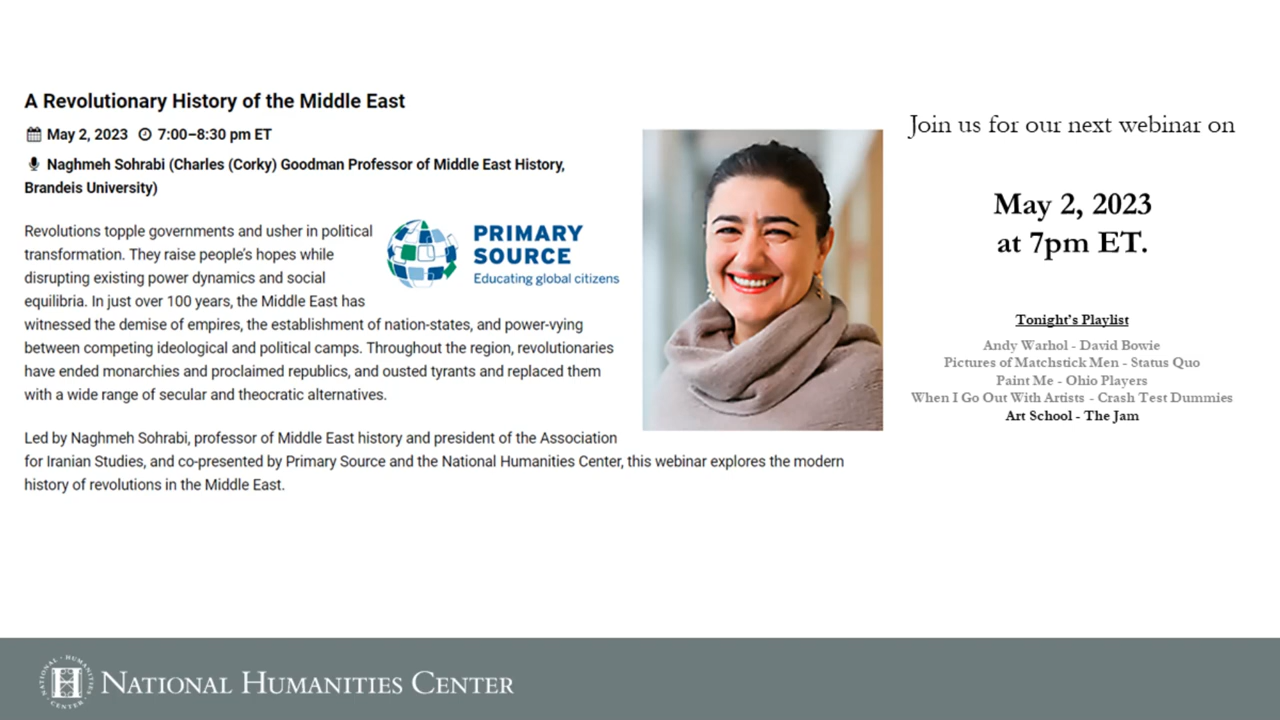 A Revolutionary History of the Middle East
May 2, 2023 7:00–8:30 pm ET
Naghmeh Sohrabi (Charles (Corky) Goodman Professor of Middle East History,
Brandeis University)
Revolutions topple governments and usher in political
transformation. They raise people's hopes while
disrupting existing power dynamics and social
equilibria. In just over 100 years, the Middle East has
witnessed the demise of empires, the establishment of nation-states, and power-vying
between competing ideological and political camps. Throughout the region, revolutionaries
have ended monarchies and proclaimed republics, and ousted tyrants and replaced them
with a wide range of secular and theocratic alternatives.
PRIMARY
SOURCE
Educating global citizens
Led by Naghmeh Sohrabi, professor of Middle East history and president of the Association
for Iranian Studies, and co-presented by Primary Source and the National Humanities Center, this webinar explores the modern
history of revolutions in the Middle East.
Join us for our next webinar on
May 2, 2023
at 7pm ET.
Tonight's Playlist
Andy Warhol - David Bowie
Pictures of Matchstick Men - Status Quo
Paint Me - Ohio Players
When I Go Out With Artists - Crash Test Dummies
Art School - The Jam
NATIONAL · HUMANITIES · CENTER ·
NATIONAL HUMANITIES CENTER